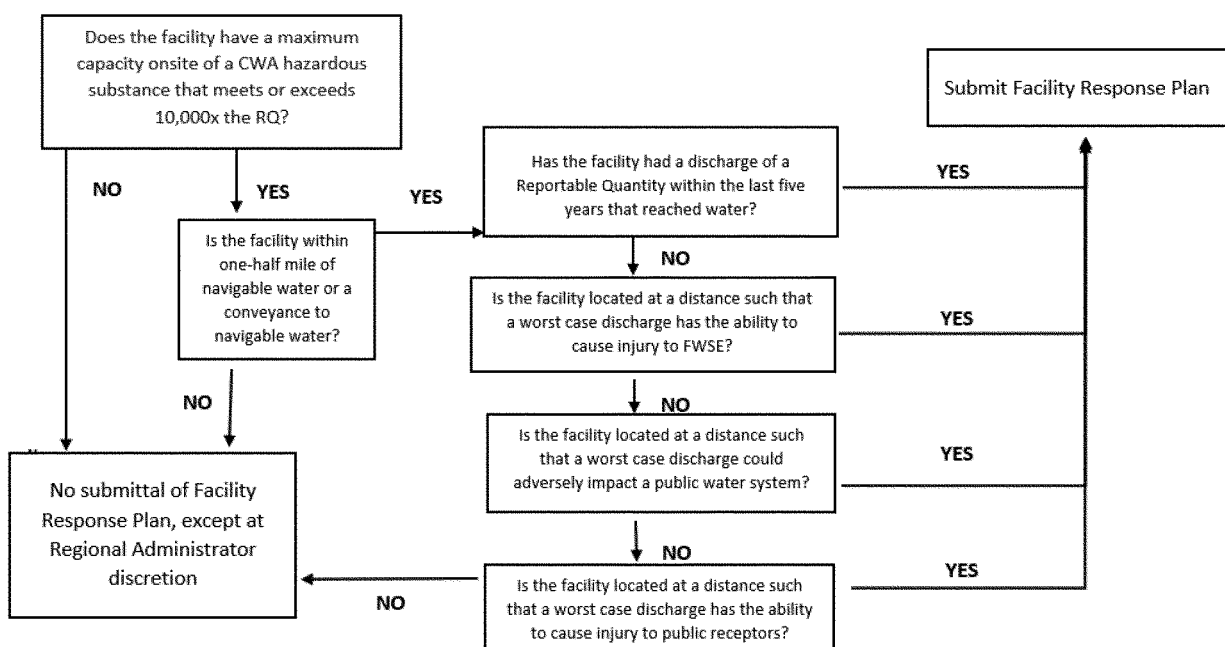 Does the facility have a maximum
capacity onsite of a CWA hazardous
substance that meets or exceeds
10,000x the RQ?
Submit Facility Response Plan
NO
YES
YES
Has the facility had a discharge of a
Reportable Quantity within the last five
years that reached water?
YES
Is the facility within
one-half mile of
navigable water or a
conveyance to
navigable water?
NO
Is the facility located at a distance such that
a worst case discharge has the ability to
cause injury to FWSE?
YES
NO
NO
Is the facility located at a distance such
that a worst case discharge could
adversely impact a public water system?
YES
No submittal of Facility
Response Plan, except at
Regional Administrator
discretion
NO
Is the facility located at a distance such
that a worst case discharge has the ability
to cause injury to public receptors?
YES
NO